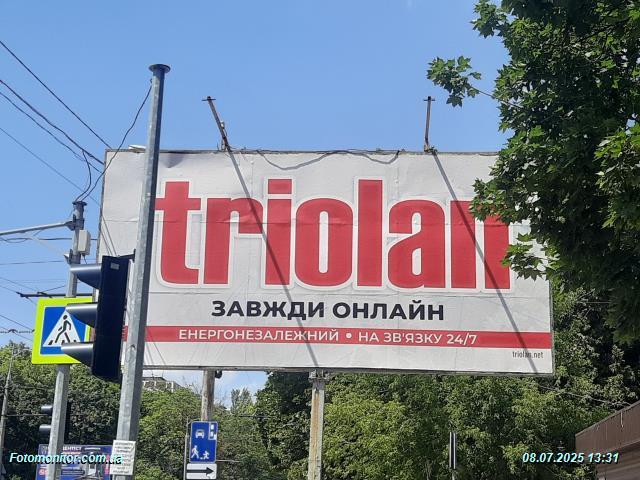 triolan
ЗАВЖДИ ОНЛАЙН
ЕНЕРГОНЕЗАЛЕЖНИЙ • НА ЗВ'ЯЗКУ 24/7
triolan.net
Fotomonitor.com.ua
08.07.2025 13:31